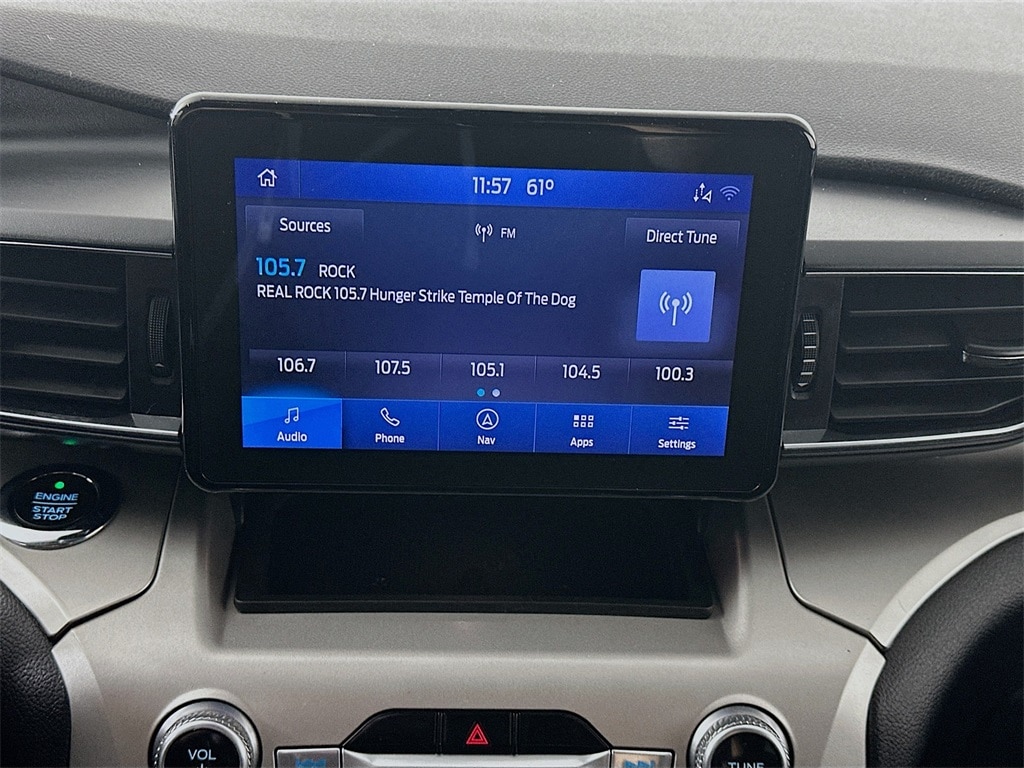 11:57 61º
Sources
FM
Direct Tune
105.7 ROCK
REAL ROCK 105.7 Hunger Strike Temple Of The Dog
106.7 107.5 105.1 104.5 100.3
Audio Phone Nav Apps Settings
ENGINE
START
STOP
VOL
TUNE